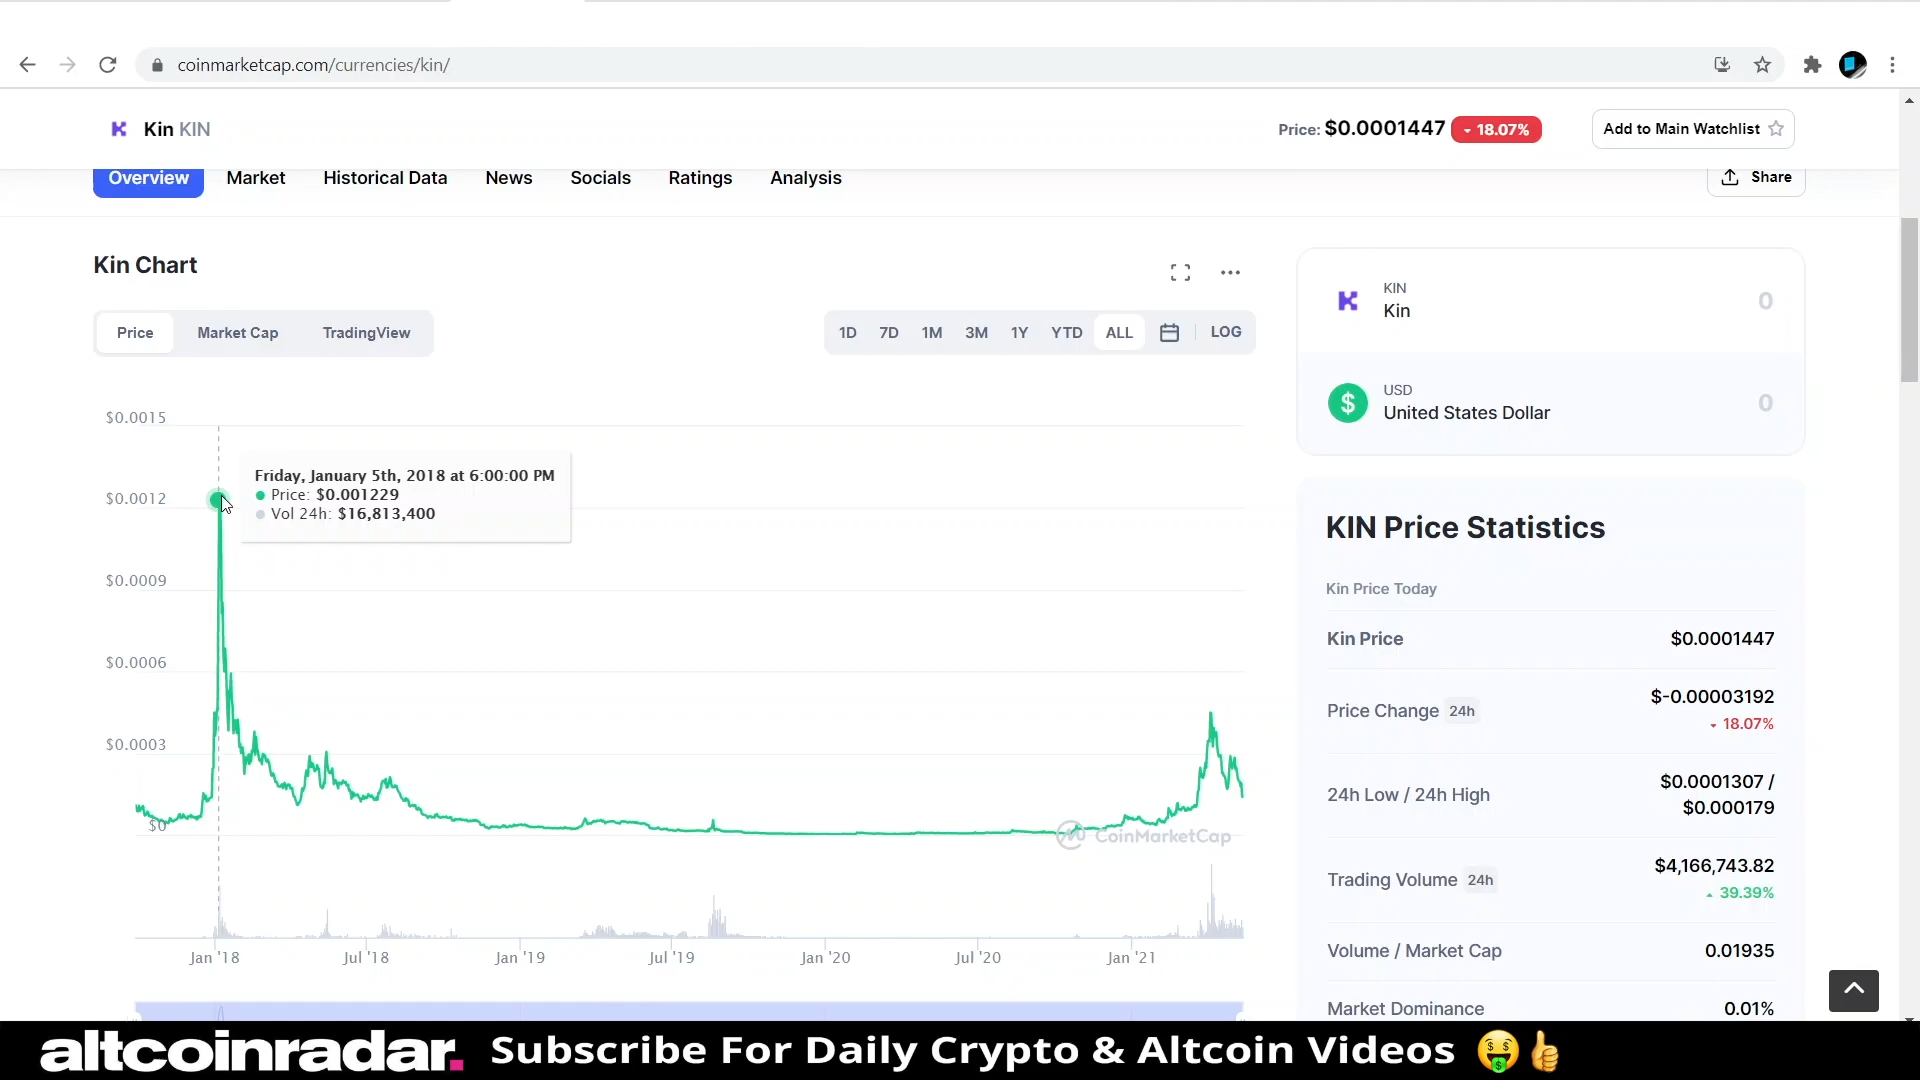 coinmarketcap.com/currencies/kin/
Kin KIN
Price: $0.0001447 18.07%
Add to Main Watchlist
Overview Market Historical Data News Socials Ratings Analysis
Share
Kin Chart
Price Market Cap TradingView
1D 7D 1M 3M 1Y YTD ALL LOG
$0.0015
$0.0012
$0.0009
$0.0006
$0.0003
$0
Friday, January 5th, 2018 at 6:00:00 PM
Price: $0.001229
Vol 24h: $16,813,400
CoinMarketCap
Jan '18 Jul '18 Jan '19 Jul '19 Jan '20 Jul '20 Jan '21
KIN
Kin
0
USD
United States Dollar
0
KIN Price Statistics
Kin Price Today
Kin Price $0.0001447
Price Change 24h $-0.00003192
18.07%
24h Low / 24h High $0.0001307 /
$0.000179
Trading Volume 24h $4,166,743.82
39.39%
Volume / Market Cap 0.01935
Market Dominance 0.01%
altcoinradar. Subscribe For Daily Crypto & Altcoin Videos